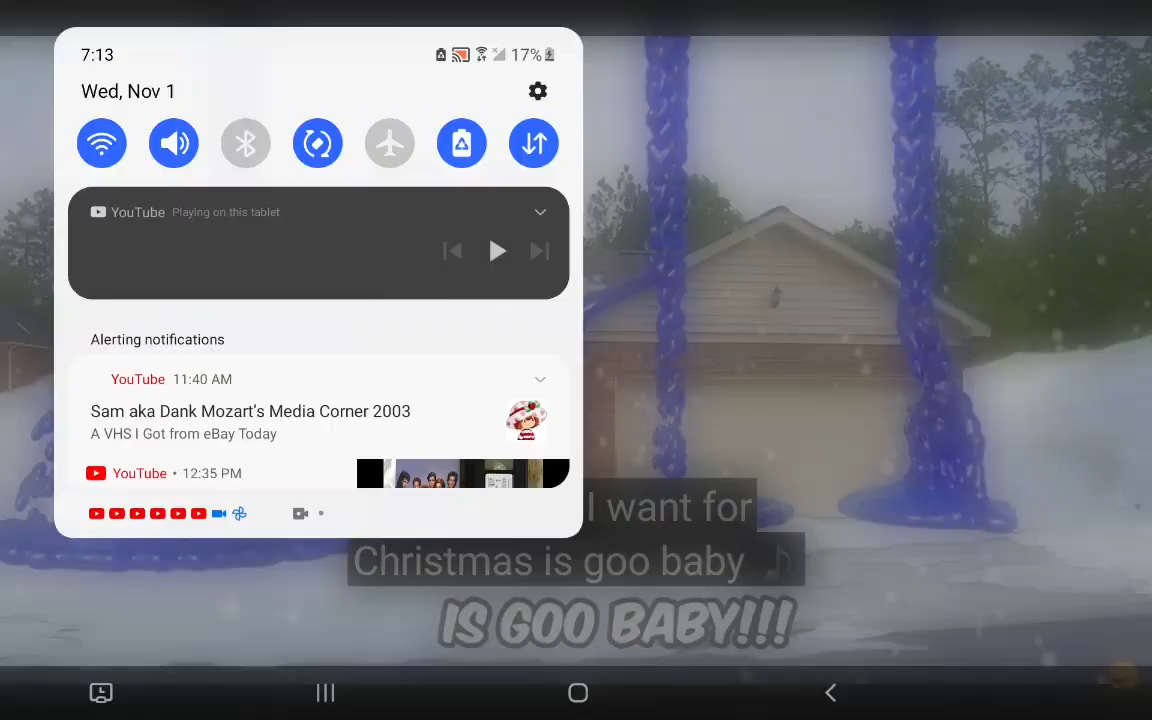 7:13
17%
Wed, Nov 1
YouTube Playing on this tablet
Alerting notifications
YouTube 11:40 AM
Sam aka Dank Mozart's Media Corner 2003
A VHS I Got from eBay Today
YouTube • 12:35 PM
I want for
Christmas is goo baby ♪
IS GOO BABY!!!